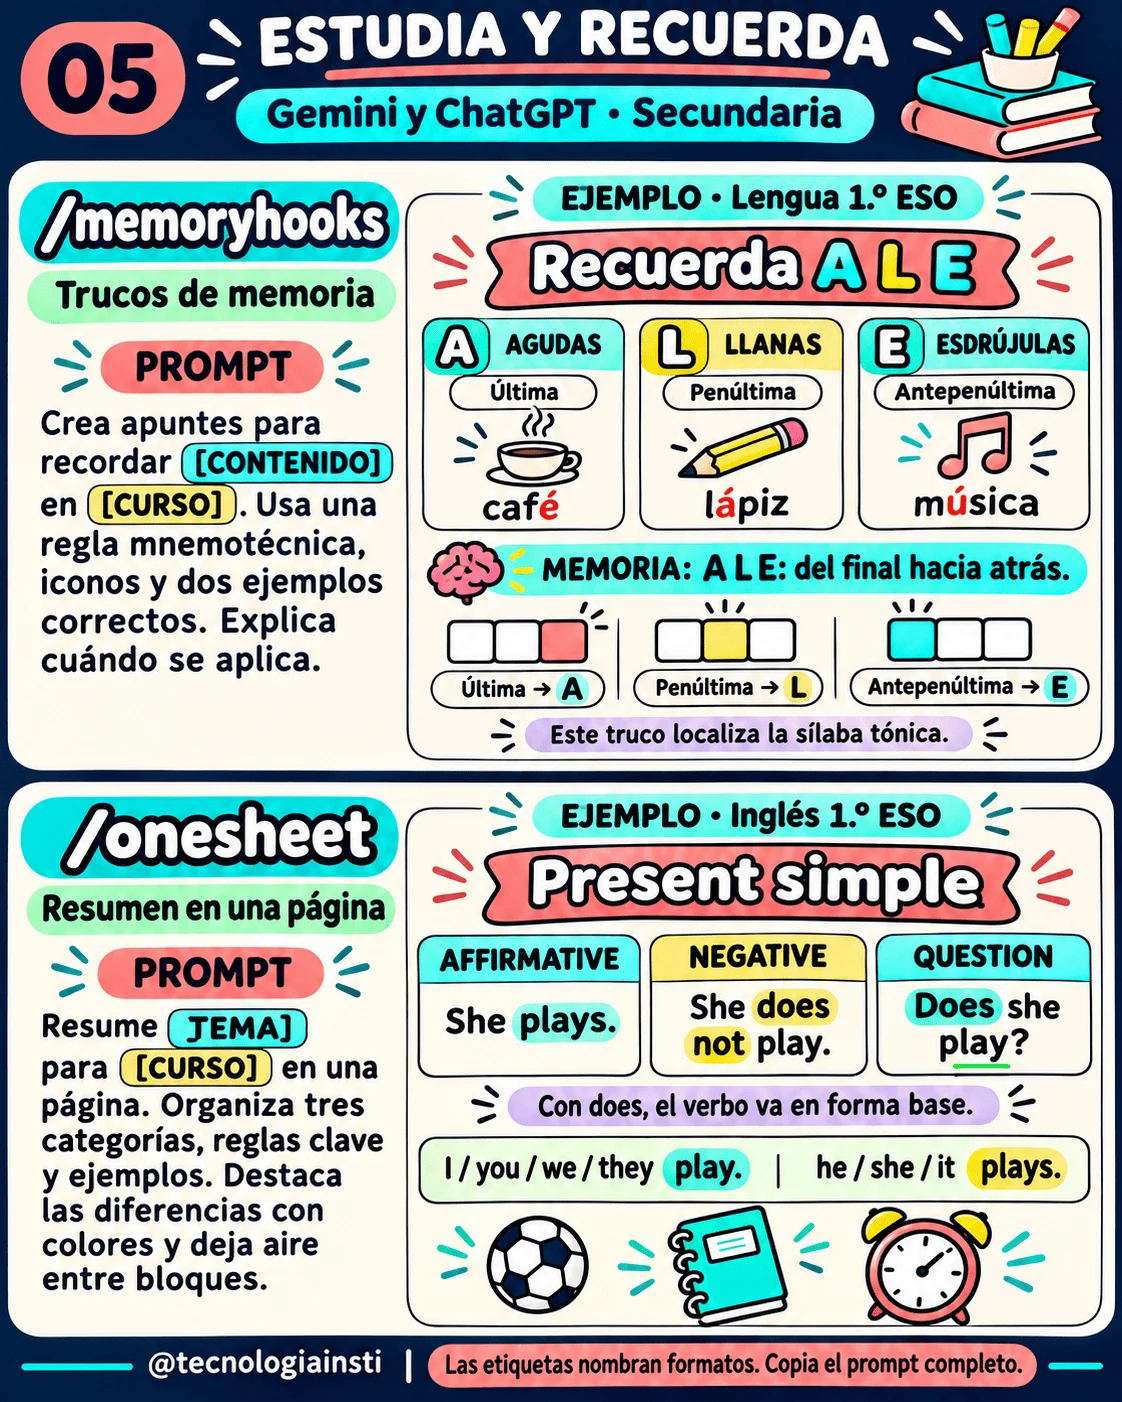 05
ESTUDIA Y RECUERDA
Gemini y ChatGPT • Secundaria
/memoryhooks
Trucos de memoria
PROMPT
Crea apuntes para
recordar [CONTENIDO]
en [CURSO]. Usa una
regla mnemotécnica,
iconos y dos ejemplos
correctos. Explica
cuándo se aplica.
EJEMPLO • Lengua 1.º ESO
Recuerda A L E
A AGUDAS
Última
café
L LLANAS
Penúltima
lápiz
E ESDRÚJULAS
Antepenúltima
música
MEMORIA: A L E: del final hacia atrás.
Última → A
Penúltima → L
Antepenúltima → E
Este truco localiza la sílaba tónica.
/onesheet
Resumen en una página
PROMPT
Resume TEMA]
para [CURSO] en una
página. Organiza tres
categorías, reglas clave
y ejemplos. Destaca
las diferencias con
colores y deja aire
entre bloques.
EJEMPLO • Inglés 1.º ESO
Present simple
AFFIRMATIVE
She plays.
NEGATIVE
She does
not play.
QUESTION
Does she
play?
Con does, el verbo va en forma base.
I / you / we / they play. | he / she / it plays.
@tecnologiainsti | Las etiquetas nombran formatos. Copia el prompt completo.